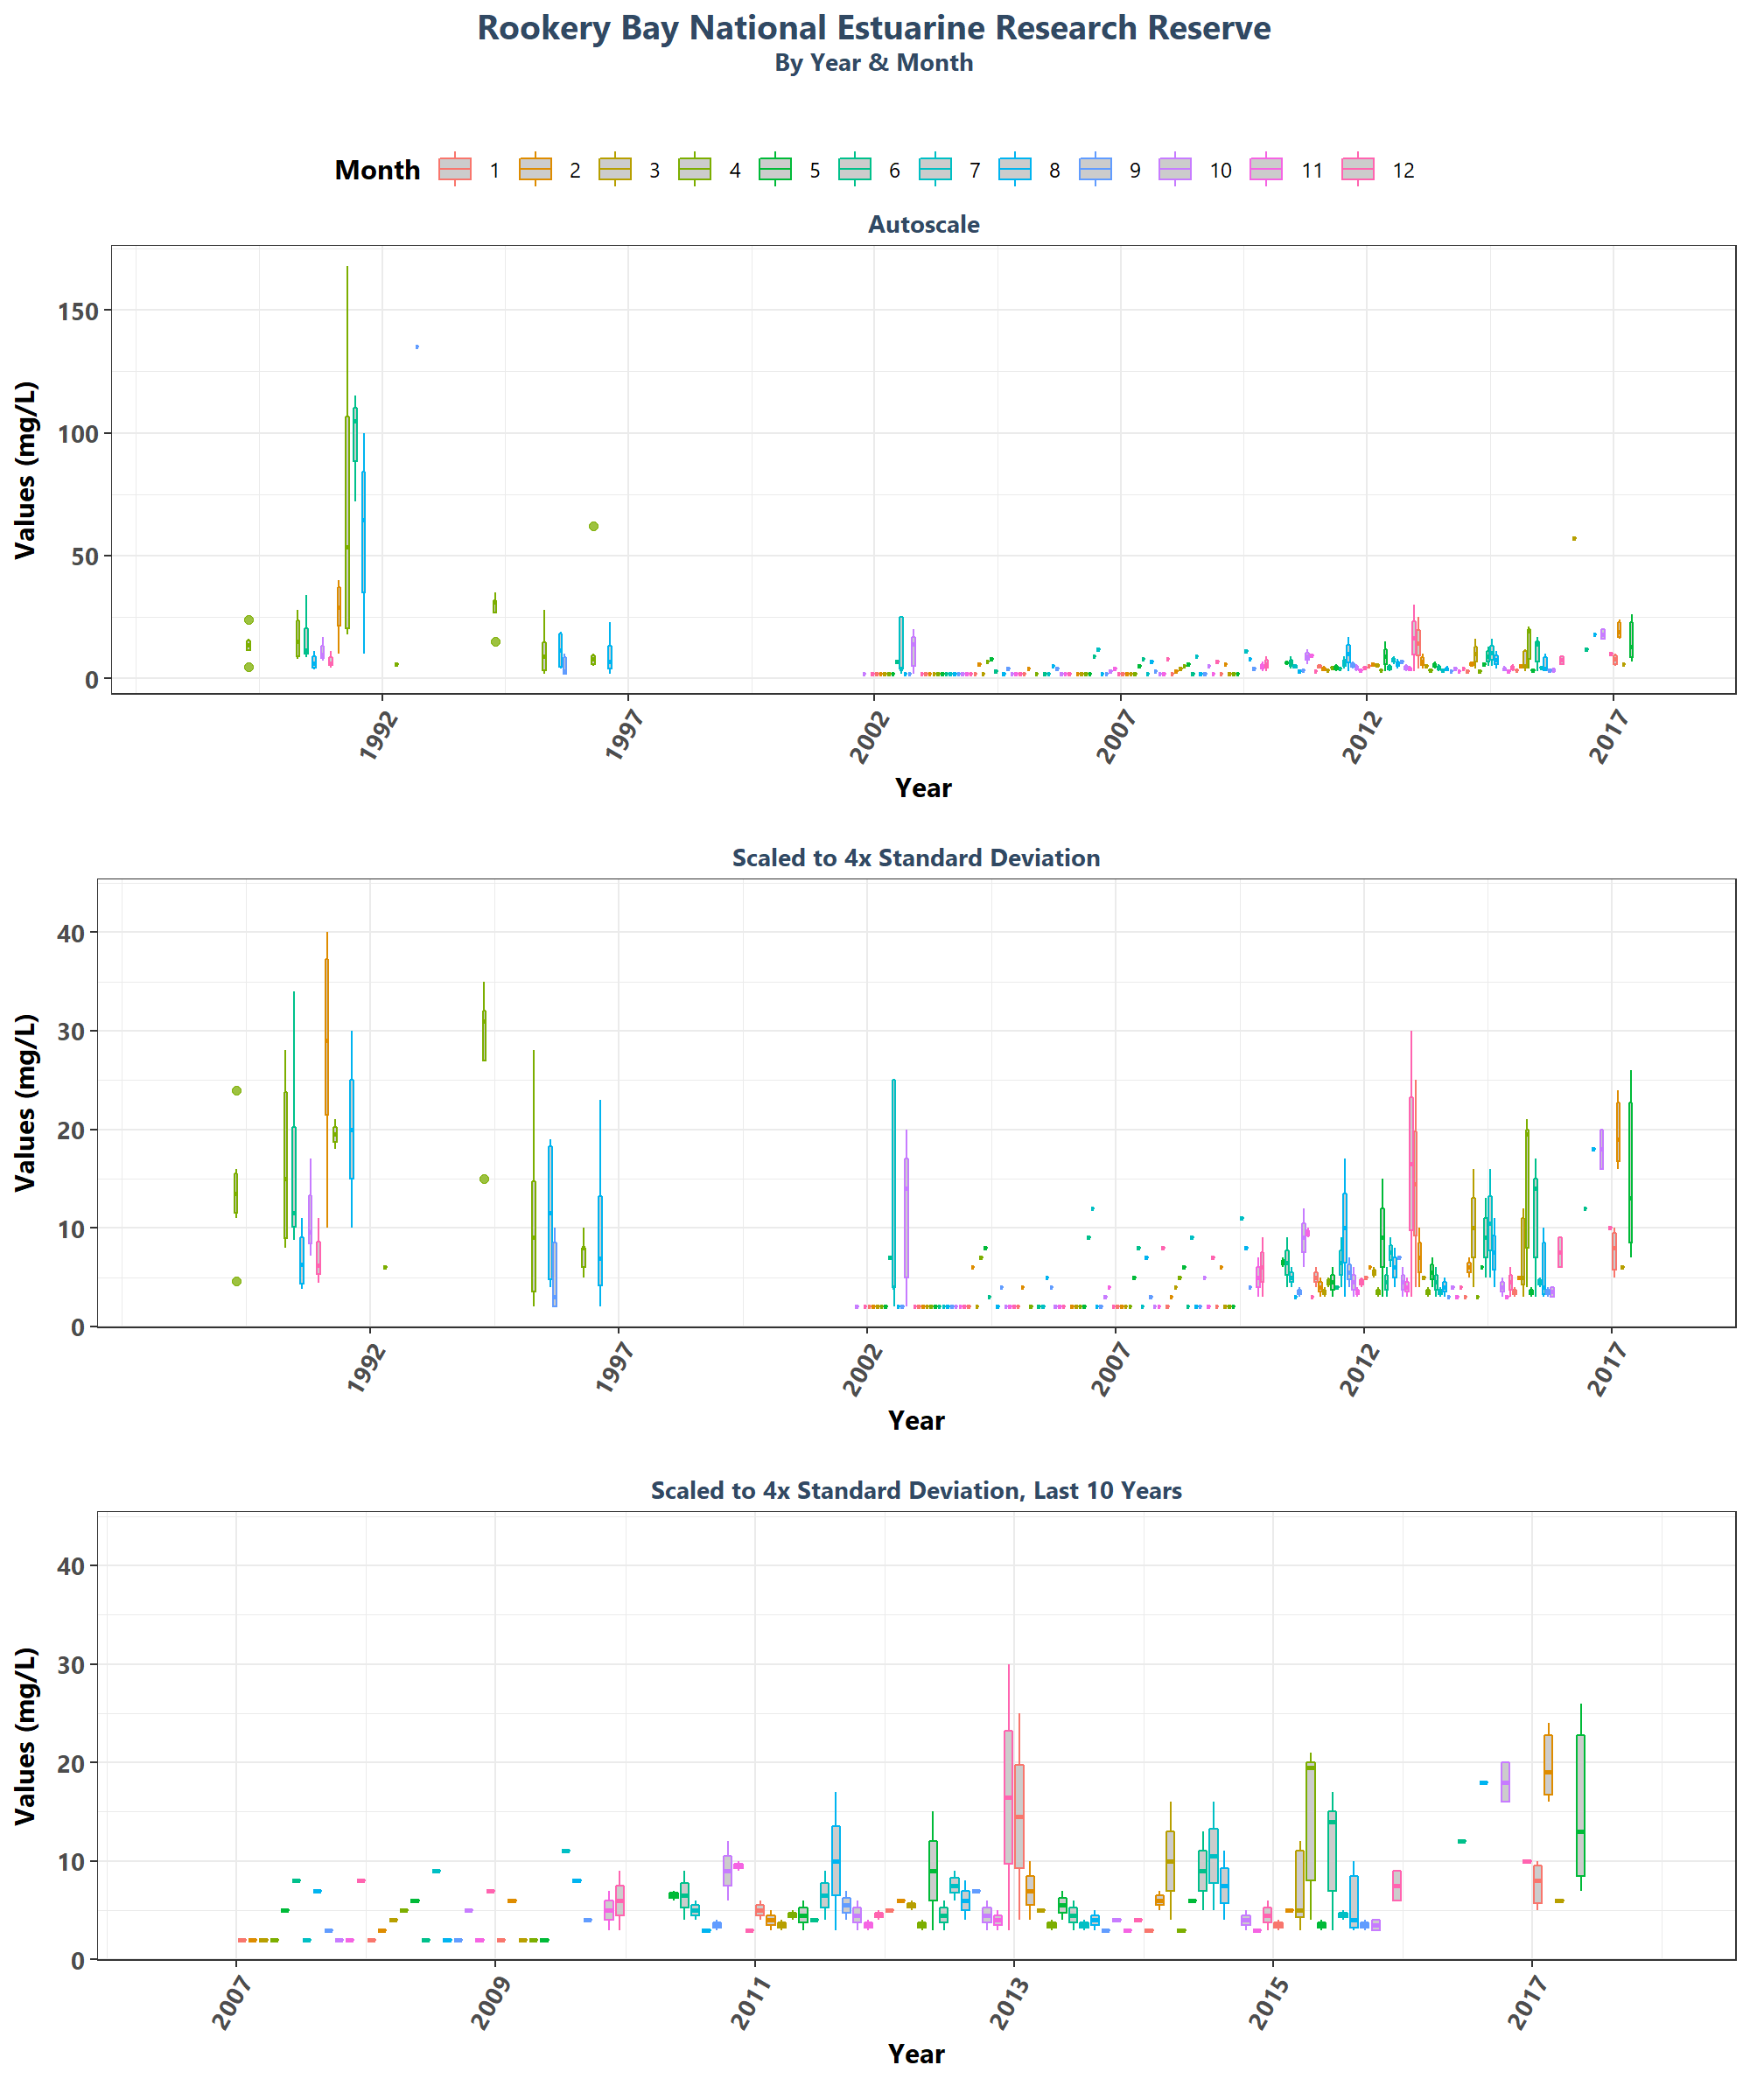 Rookery Bay National Estuarine Research Reserve
By Year & Month
Month 1 2 3 4 5 6 7 8 9 10 11 12
Autoscale
Values (mg/L)
150
100
50
0
1992 1997 2002 2007 2012 2017
Year
Scaled to 4x Standard Deviation
Values (mg/L)
40
30
20
10
0
1992 1997 2002 2007 2012 2017
Year
Scaled to 4x Standard Deviation, Last 10 Years
Values (mg/L)
40
30
20
10
0
2007 2009 2011 2013 2015 2017
Year